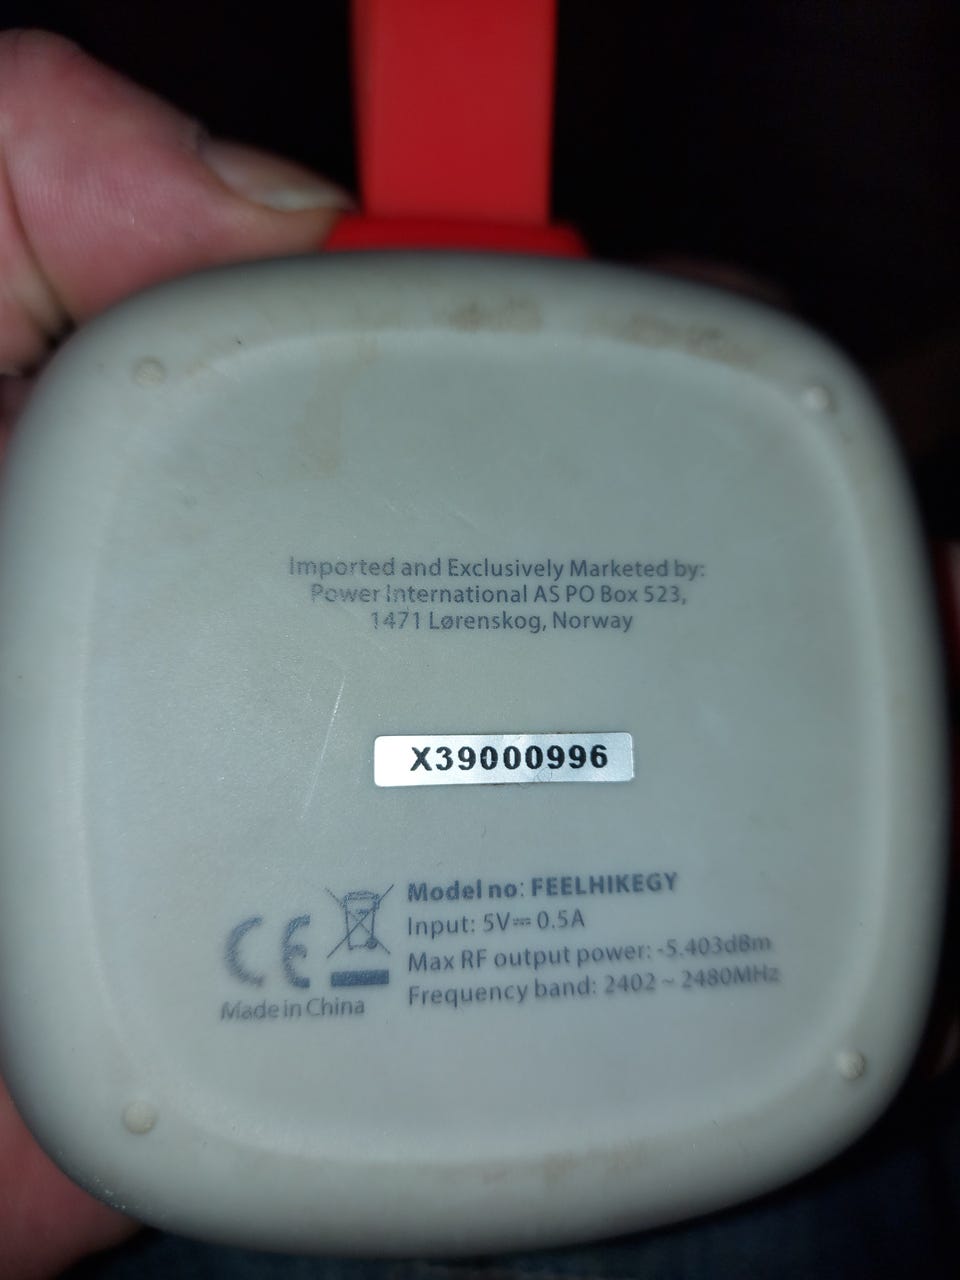 Imported and Exclusively Marketed by:
Power International AS PO Box 523,
1471 Lørenskog, Norway
X39000996
Model no: FEELHIKEGY
Input: 5V⎓ 0.5A
Max RF output power: -5.403dBm
Frequency band: 2402 ~ 2480MHz
CE
Made in China